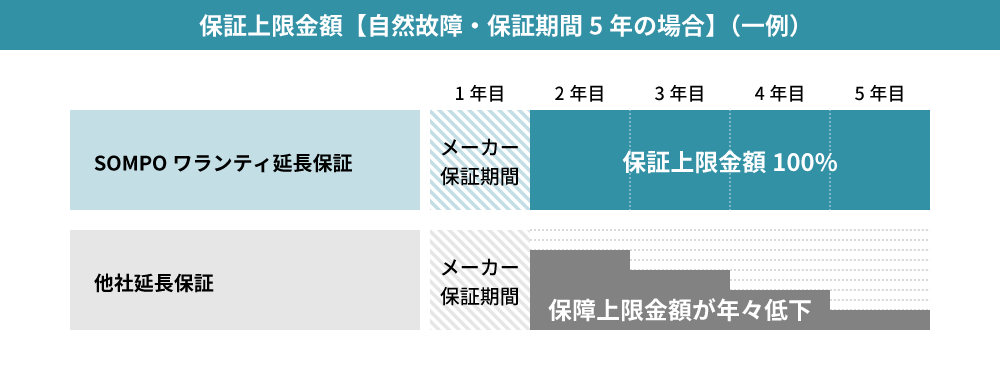 保証上限金額【自然故障・保証期間 5 年の場合】（一例）
1 年目 2 年目 3 年目 4 年目 5 年目
SOMPO ワランティ延長保証
メーカー
保証期間
保証上限金額 100%
他社延長保証
メーカー
保証期間
保障上限金額が年々低下